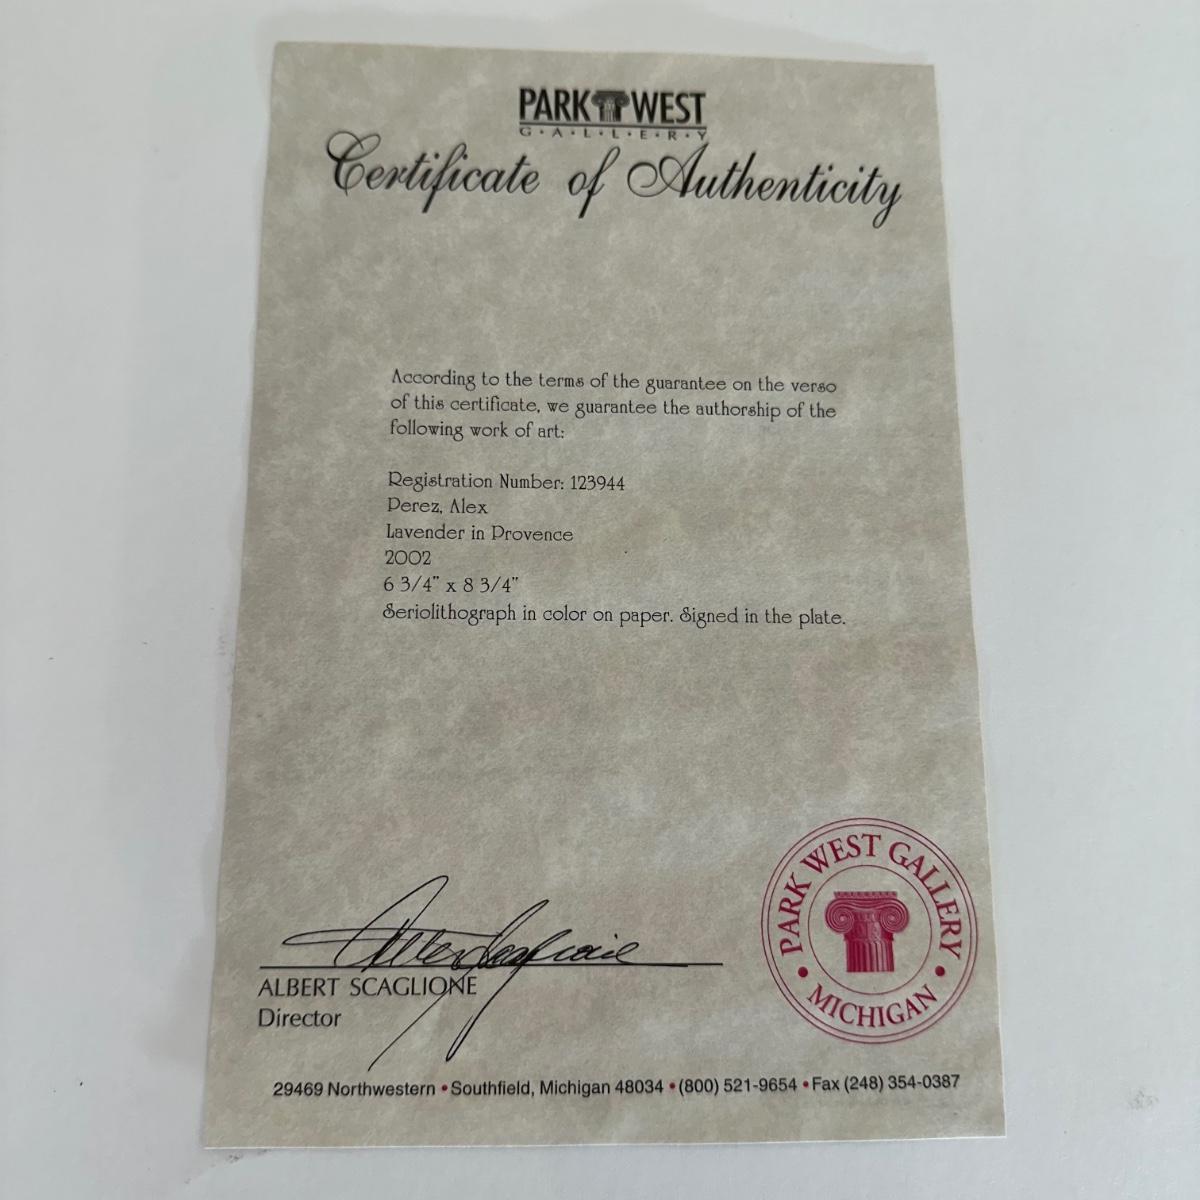 PARK WEST
G·A·L·L·E·R·Y
Certificate of Authenticity
According to the terms of the guarantee on the verso
of this certificate, we guarantee the authorship of the
following work of art:
Registration Number: 123944
Perez, Alex
Lavender in Provence
2002
6 3/4" x 8 3/4"
Seriolithograph in color on paper. Signed in the plate.
ALBERT SCAGLIONE
Director
PARK WEST GALLERY
• MICHIGAN •
29469 Northwestern • Southfield, Michigan 48034 • (800) 521-9654 • Fax (248) 354-0387